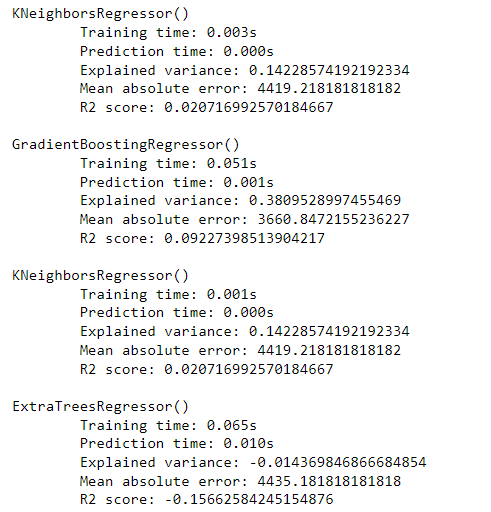 KNeighborsRegressor()
Training time: 0.003s
Prediction time: 0.000s
Explained variance: 0.14228574192192334
Mean absolute error: 4419.218181818182
R2 score: 0.020716992570184667
GradientBoostingRegressor()
Training time: 0.051s
Prediction time: 0.001s
Explained variance: 0.3809528997455469
Mean absolute error: 3660.8472155236227
R2 score: 0.09227398513904217
KNeighborsRegressor()
Training time: 0.001s
Prediction time: 0.000s
Explained variance: 0.14228574192192334
Mean absolute error: 4419.218181818182
R2 score: 0.020716992570184667
ExtraTreesRegressor()
Training time: 0.065s
Prediction time: 0.010s
Explained variance: -0.014369846866684854
Mean absolute error: 4435.181818181818
R2 score: -0.15662584245154876